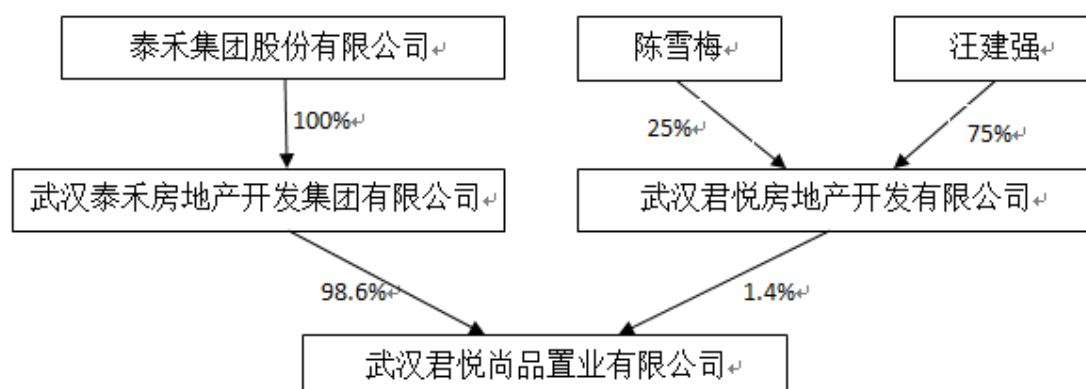 泰禾集团股份有限公司
陈雪梅
汪建强
100%
25%
75%
武汉泰禾房地产开发集团有限公司
武汉君悦房地产开发有限公司
98.6%
1.4%
武汉君悦尚品置业有限公司